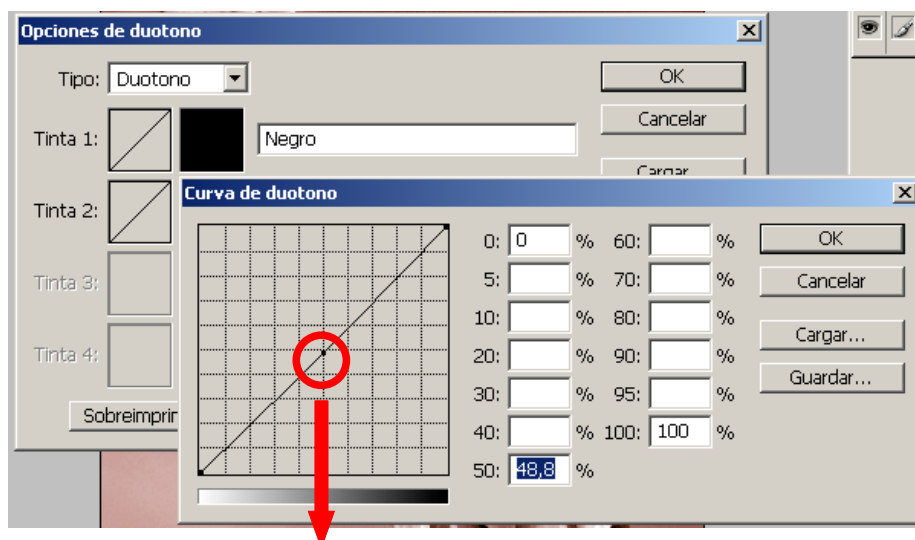 Opciones de duotono
Tipo: Duotono
OK
Cancelar
Tinta 1: Negro
Cargar...
Tinta 2:
Tinta 3:
Tinta 4:
Sobreimprir
Curva de duotono
0: 0 % 60: %
5: % 70: %
10: % 80: %
20: % 90: %
30: % 95: %
40: % 100: 100 %
50: 48,8 %
OK
Cancelar
Cargar...
Guardar...